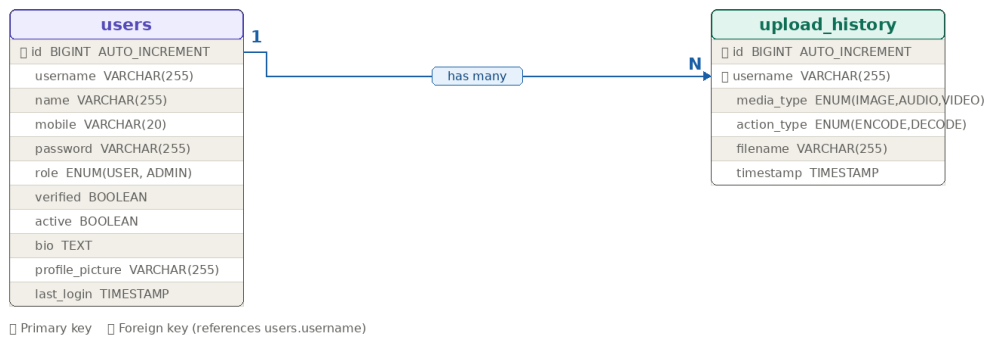 users
id BIGINT AUTO_INCREMENT
username VARCHAR(255)
name VARCHAR(255)
mobile VARCHAR(20)
password VARCHAR(255)
role ENUM(USER, ADMIN)
verified BOOLEAN
active BOOLEAN
bio TEXT
profile_picture VARCHAR(255)
last_login TIMESTAMP
1
has many
N
upload_history
id BIGINT AUTO_INCREMENT
username VARCHAR(255)
media_type ENUM(IMAGE,AUDIO,VIDEO)
action_type ENUM(ENCODE,DECODE)
filename VARCHAR(255)
timestamp TIMESTAMP
Primary key
Foreign key (references users.username)